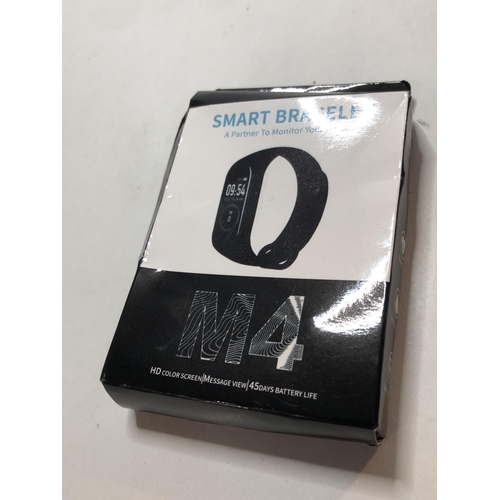 SMART BRACELE
A Partner To Monitor You
09:54
M4
HD COLOR SCREEN|MESSAGE VIEW|45DAYS BATTERY LIFE